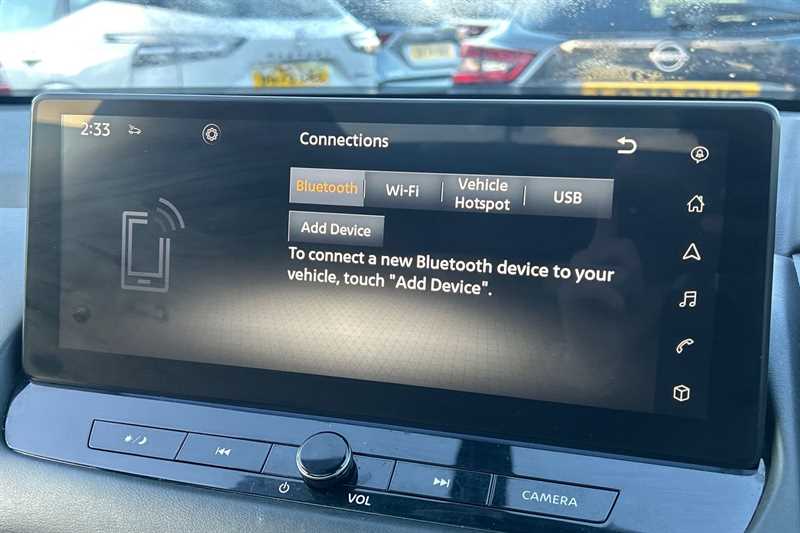 2:33
Connections
Bluetooth
Wi-Fi
Vehicle
Hotspot
USB
Add Device
To connect a new Bluetooth device to your
vehicle, touch "Add Device".
VOL
CAMERA